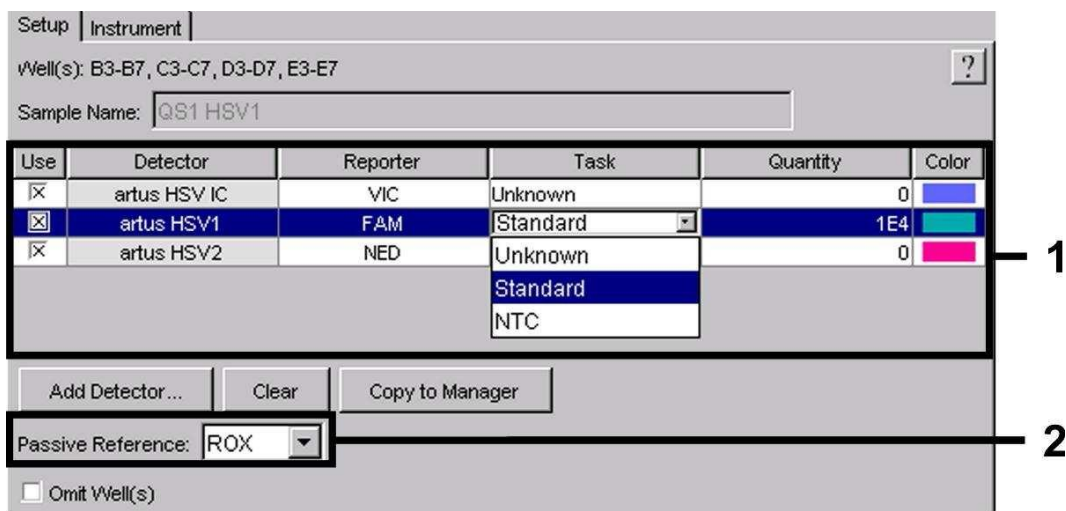 Setup Instrument
Well(s): B3-B7, C3-C7, D3-D7, E3-E7 ?
Sample Name: QS1 HSV1
Use Detector Reporter Task Quantity Color
artus HSV IC VIC Unknown 0
artus HSV1 FAM Standard 1E4
artus HSV2 NED Unknown 0
Standard
NTC
1
Add Detector... Clear Copy to Manager
Passive Reference: ROX 2
Omit Well(s)